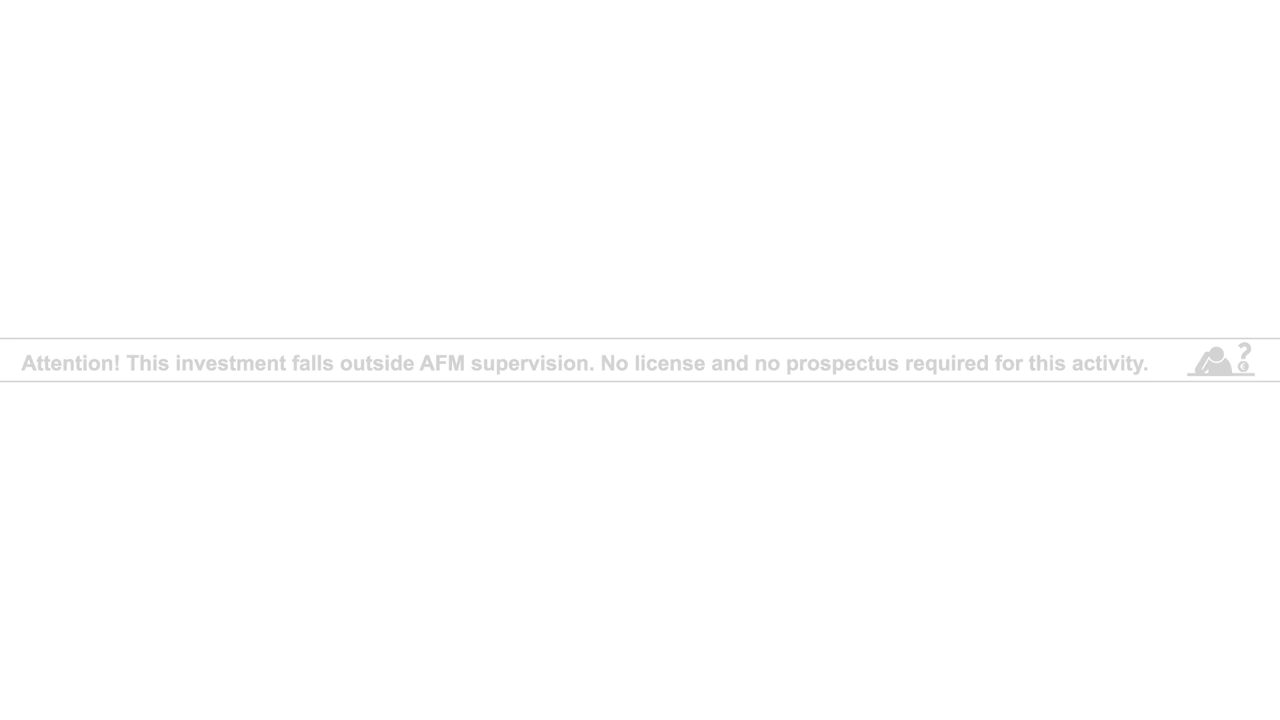 Attention! This investment falls outside AFM supervision. No license and no prospectus required for this activity.